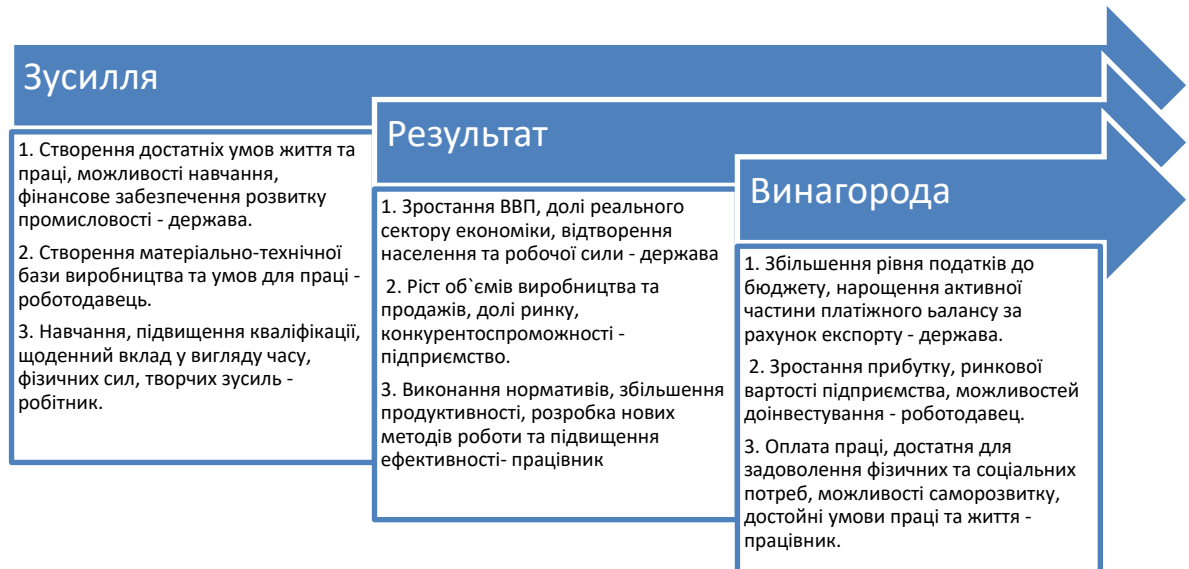 Зусилля
1. Створення достатніх умов життя та
праці, можливості навчання,
фінансове забезпечення розвитку
промисловості - держава.
2. Створення матеріально-технічної
бази виробництва та умов для праці -
роботодавець.
3. Навчання, підвищення кваліфікації,
щоденний вклад у вигляду часу,
фізичних сил, творчих зусиль -
робітник.
Результат
1. Зростання ВВП, долі реального
сектору економіки, відтворення
населення та робочої сили - держава
2. Ріст об`ємів виробництва та
продажів, долі ринку,
конкурентоспроможності -
підприємство.
3. Виконання нормативів, збільшення
продуктивності, розробка нових
методів роботи та підвищення
ефективності- працівник
Винагорода
1. Збільшення рівня податків до
бюджету, нарощення активної
частини платіжного ьалансу за
рахунок експорту - держава.
2. Зростання прибутку, ринкової
вартості підприємства, можливостей
доінвестування - роботодавец.
3. Оплата праці, достатня для
задоволення фізичних та соціальних
потреб, можливості саморозвитку,
достойні умови праці та життя -
працівник.